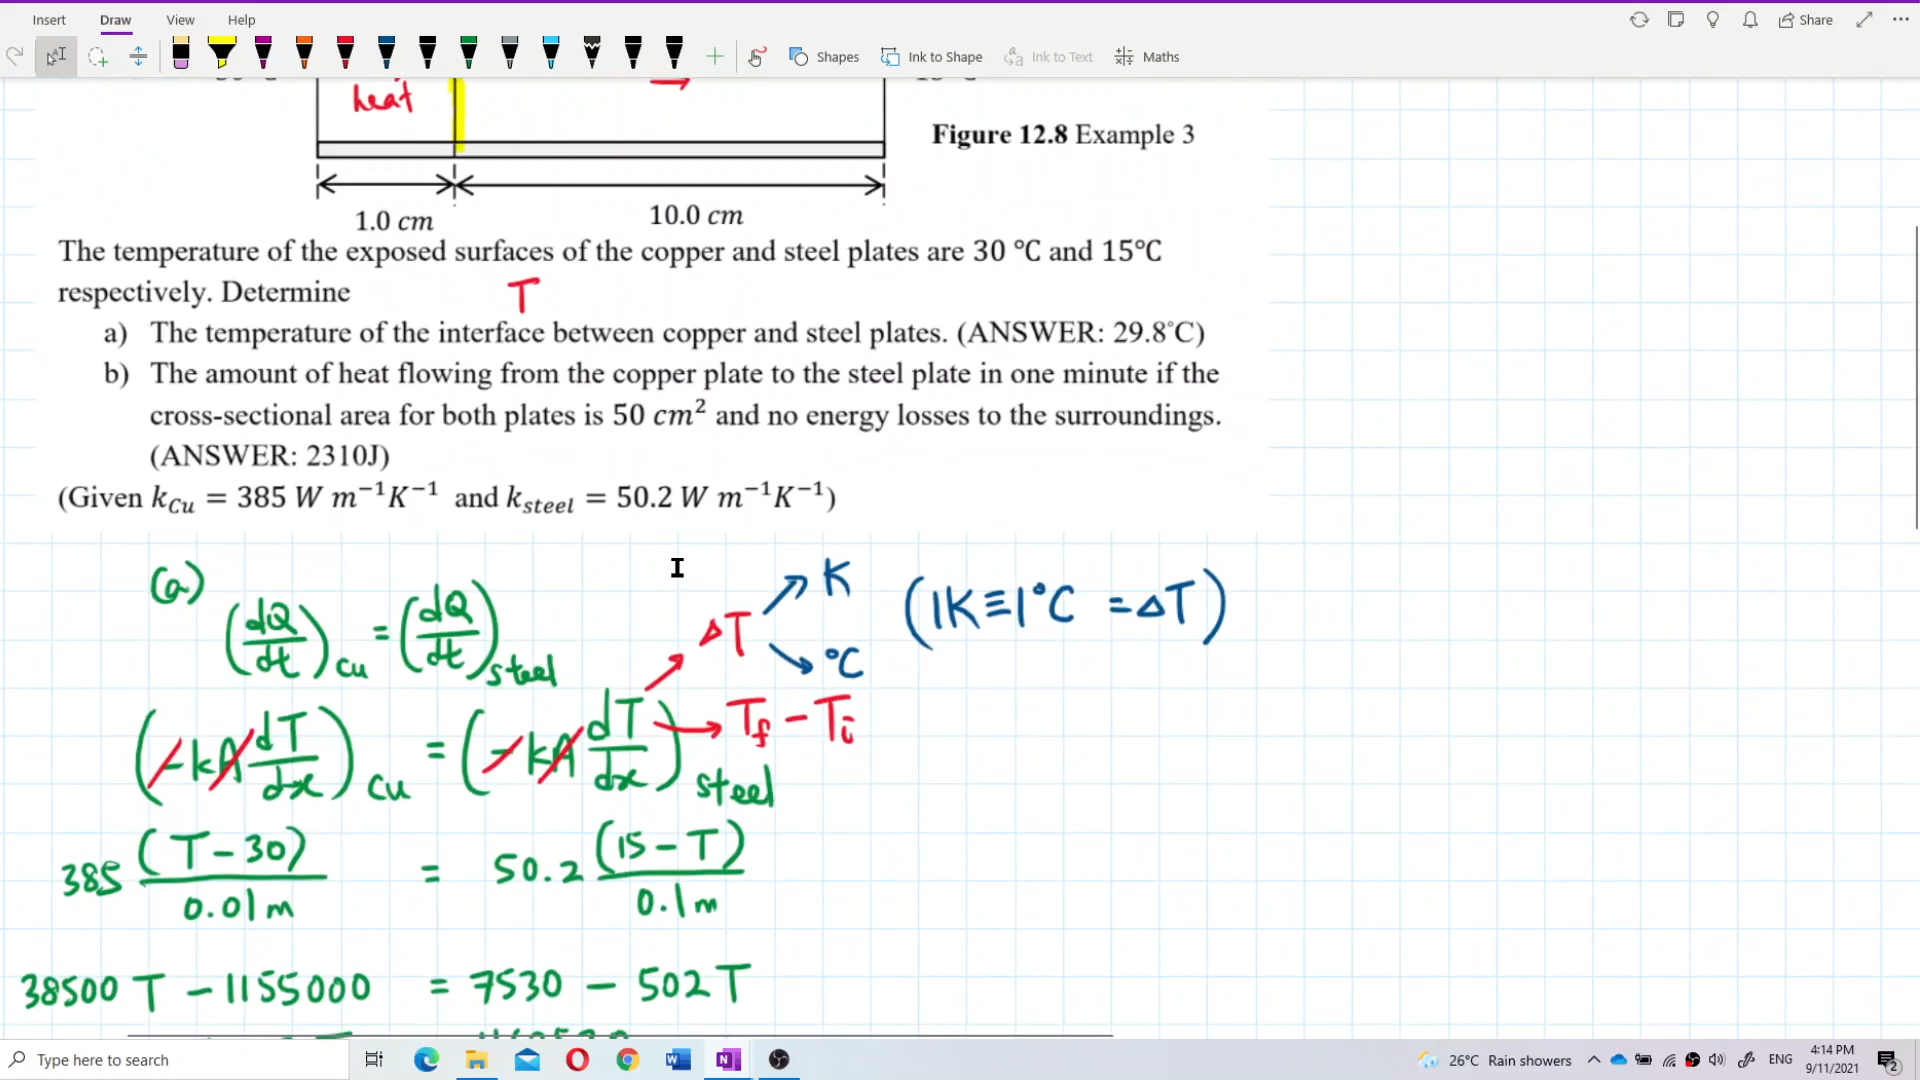 Insert Draw View Help
Share
Shapes Ink to Shape Ink to Text Maths
heat
Figure 12.8 Example 3
1.0 cm 10.0 cm
The temperature of the exposed surfaces of the copper and steel plates are 30 °C and 15°C
respectively. Determine
T
a) The temperature of the interface between copper and steel plates. (ANSWER: 29.8°C)
b) The amount of heat flowing from the copper plate to the steel plate in one minute if the
cross-sectional area for both plates is 50 cm² and no energy losses to the surroundings.
(ANSWER: 2310J)
(Given k_Cu = 385 W m⁻¹K⁻¹ and k_steel = 50.2 W m⁻¹K⁻¹)
(a)
(dQ/dt)cu = (dQ/dt)steel
ΔT
K
°C
(1K ≡ 1°C = ΔT)
(-kA dT/dx)cu = (-kA dT/dx)steel
Tf - Ti
385 (T - 30)/0.01m = 50.2 (15 - T)/0.1m
38500 T - 1155000 = 7530 - 502 T
Type here to search
26°C Rain showers
ENG
4:14 PM
9/11/2021
2